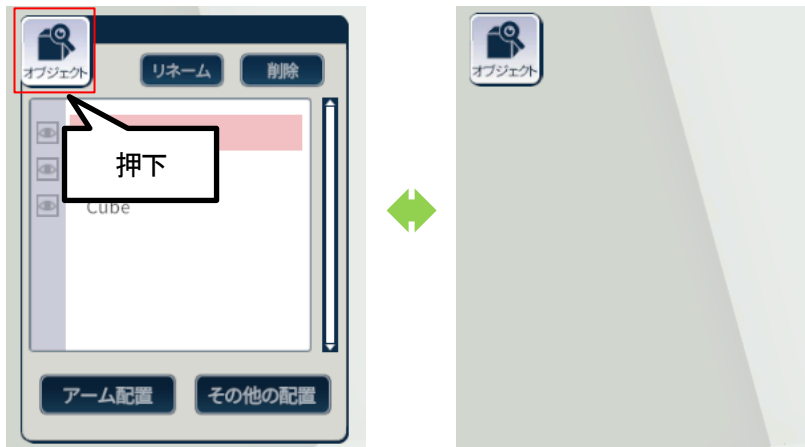 オブジェクト
リネーム
削除
押下
Cube
アーム配置
その他の配置
オブジェクト